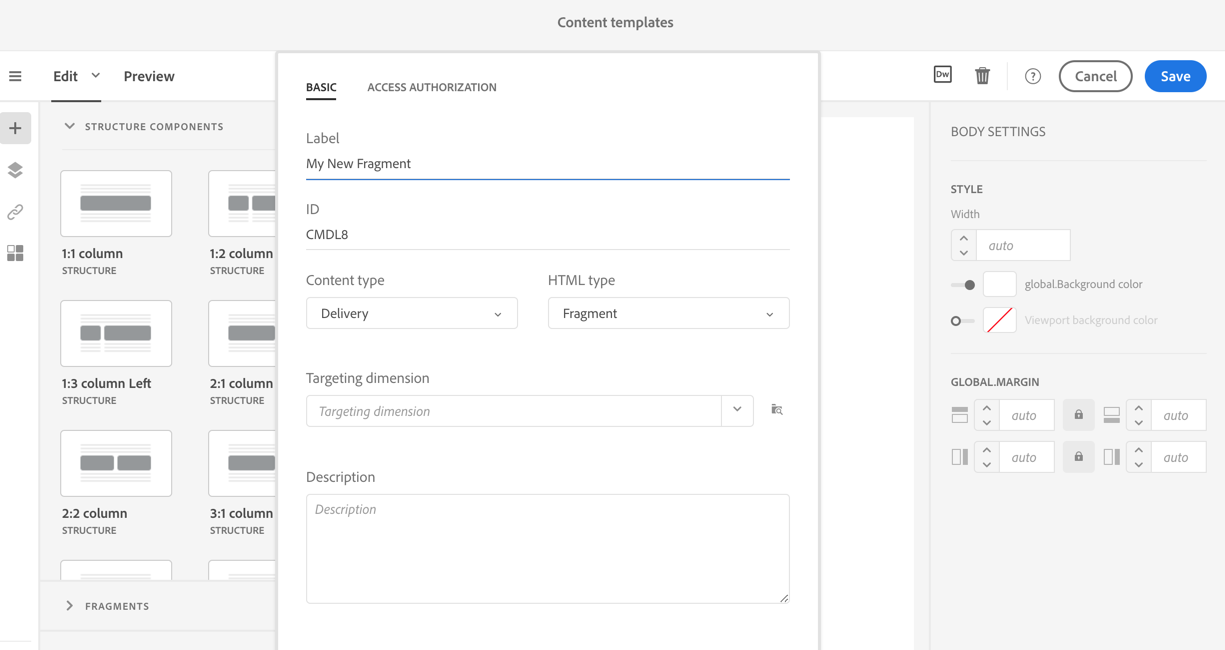 Content templates
Edit
Preview
Dw
?
Cancel
Save
STRUCTURE COMPONENTS
1:1 column
STRUCTURE
1:2 column
STRUCTURE
1:3 column Left
STRUCTURE
2:1 column
STRUCTURE
2:2 column
STRUCTURE
3:1 column
STRUCTURE
FRAGMENTS
BASIC
ACCESS AUTHORIZATION
Label
My New Fragment
ID
CMDL8
Content type
HTML type
Delivery
Fragment
Targeting dimension
Targeting dimension
Description
Description
BODY SETTINGS
STYLE
Width
auto
global.Background color
Viewport background color
GLOBAL.MARGIN
auto
auto
auto
auto